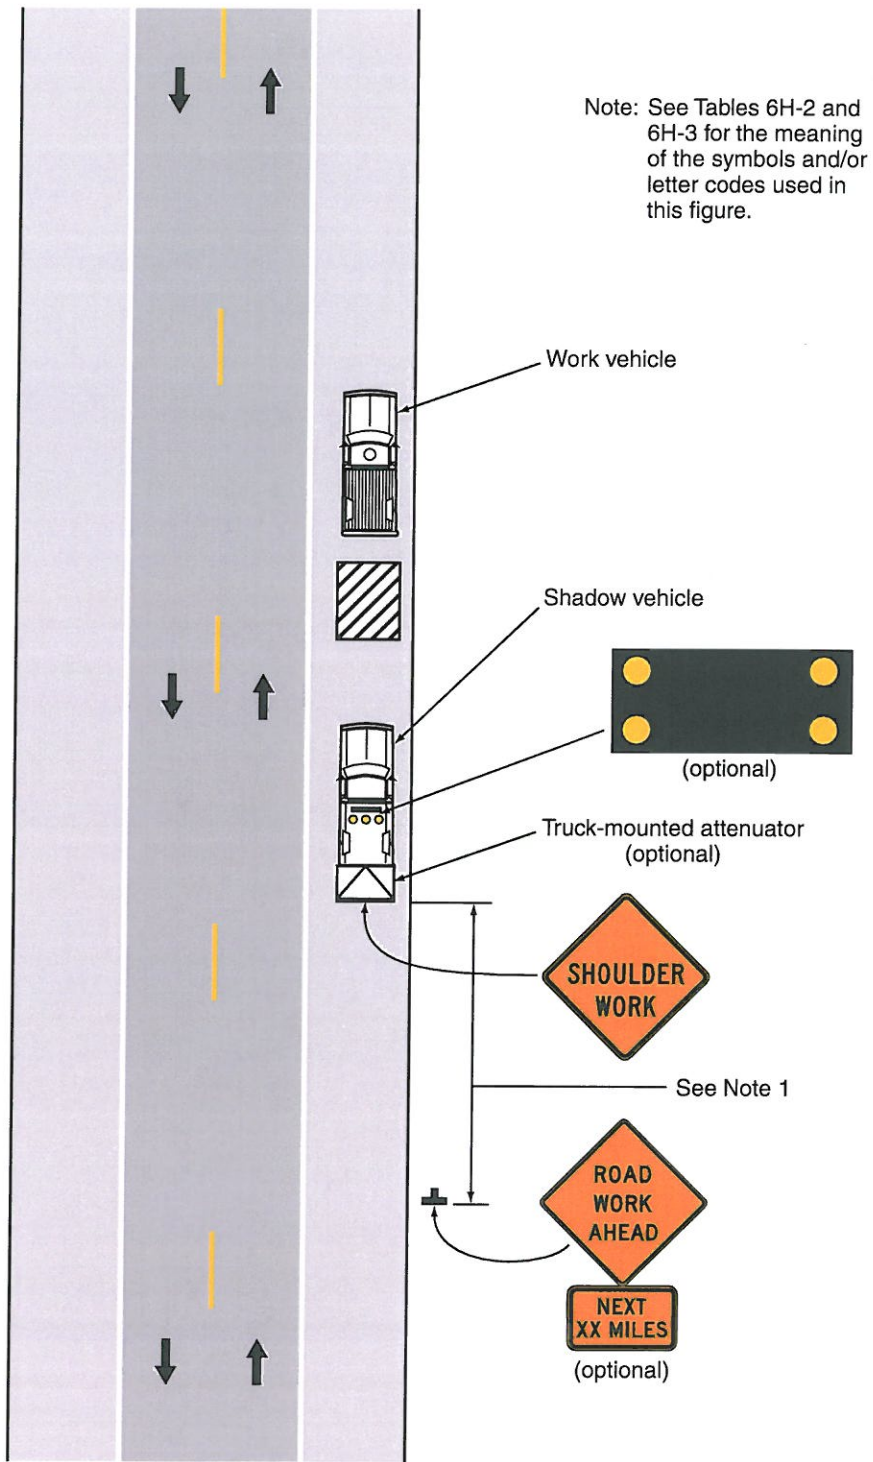 Note: See Tables 6H-2 and
6H-3 for the meaning
of the symbols and/or
letter codes used in
this figure.
Work vehicle
Shadow vehicle
(optional)
Truck-mounted attenuator
(optional)
SHOULDER
WORK
See Note 1
ROAD
WORK
AHEAD
NEXT
XX MILES
(optional)